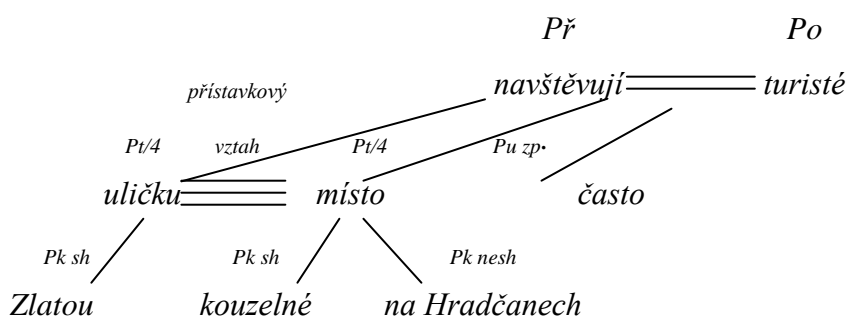 Př Po
navštěvují turisté
přístavkový
Pt/4 vztah Pt/4 Pu zp.
uličku místo často
Pk sh Pk sh Pk nesh
Zlatou kouzelné na Hradčanech